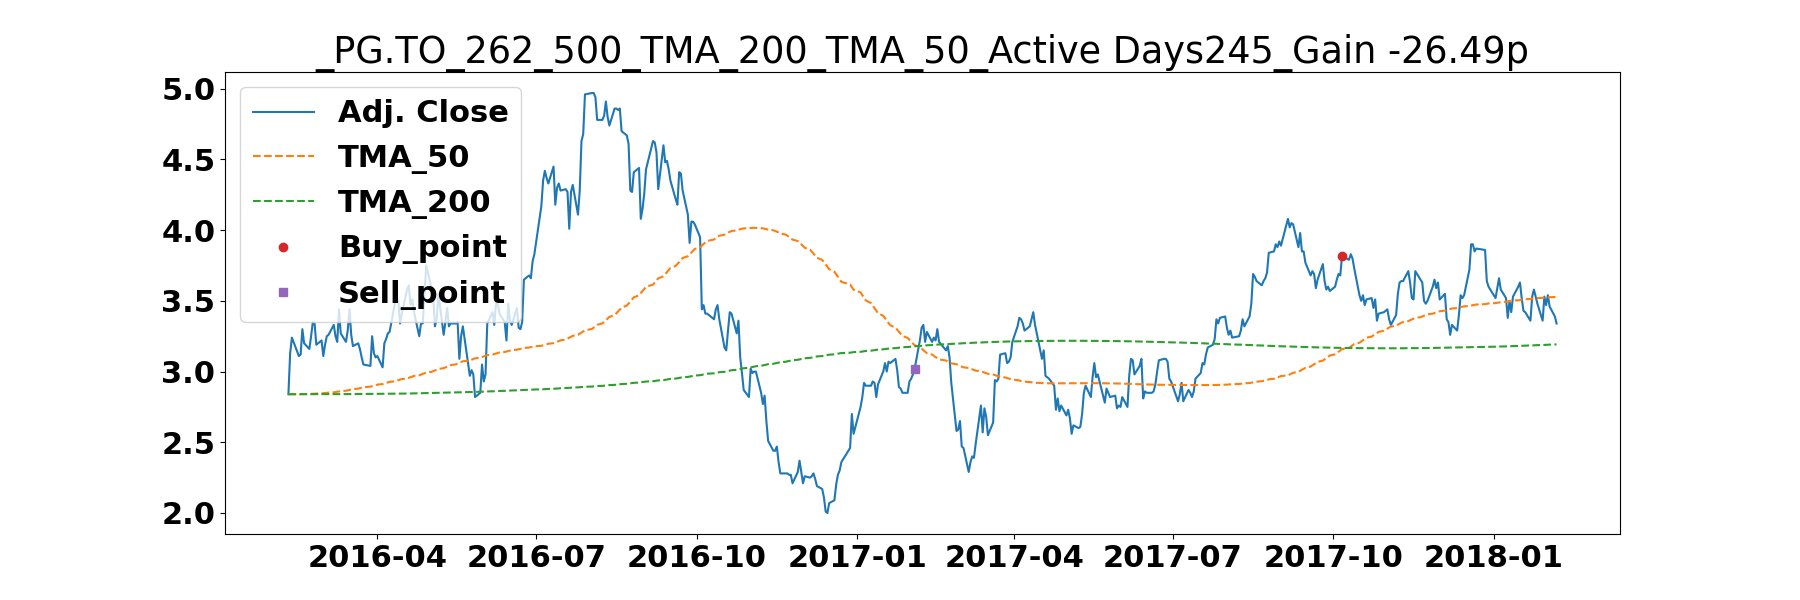 _PG.TO_262_500_TMA_200_TMA_50_Active Days245_Gain -26.49p
5.0
4.5
4.0
3.5
3.0
2.5
2.0
Adj. Close
TMA_50
TMA_200
Buy_point
Sell_point
2016-04 2016-07 2016-10 2017-01 2017-04 2017-07 2017-10 2018-01